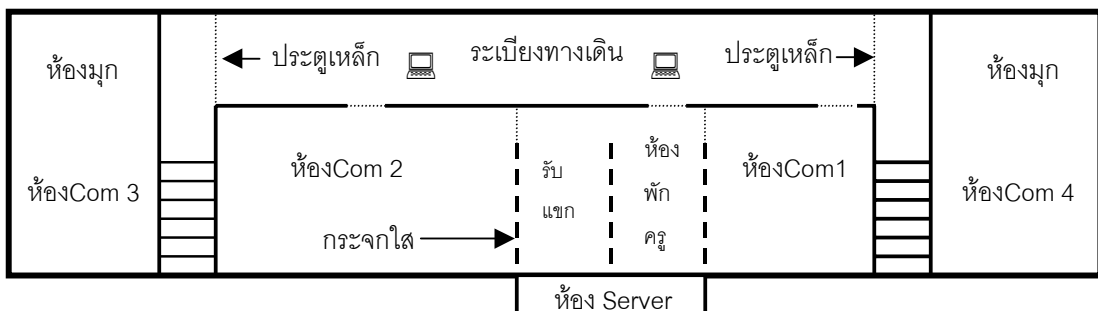 ห้องมุก
ห้องCom 3
ประตูเหล็ก
ระเบียงทางเดิน
ประตูเหล็ก
ห้องมุก
ห้องCom 4
ห้องCom 2
กระจกใส
รับ
แขก
ห้อง
พัก
ครู
ห้องCom1
ห้อง Server